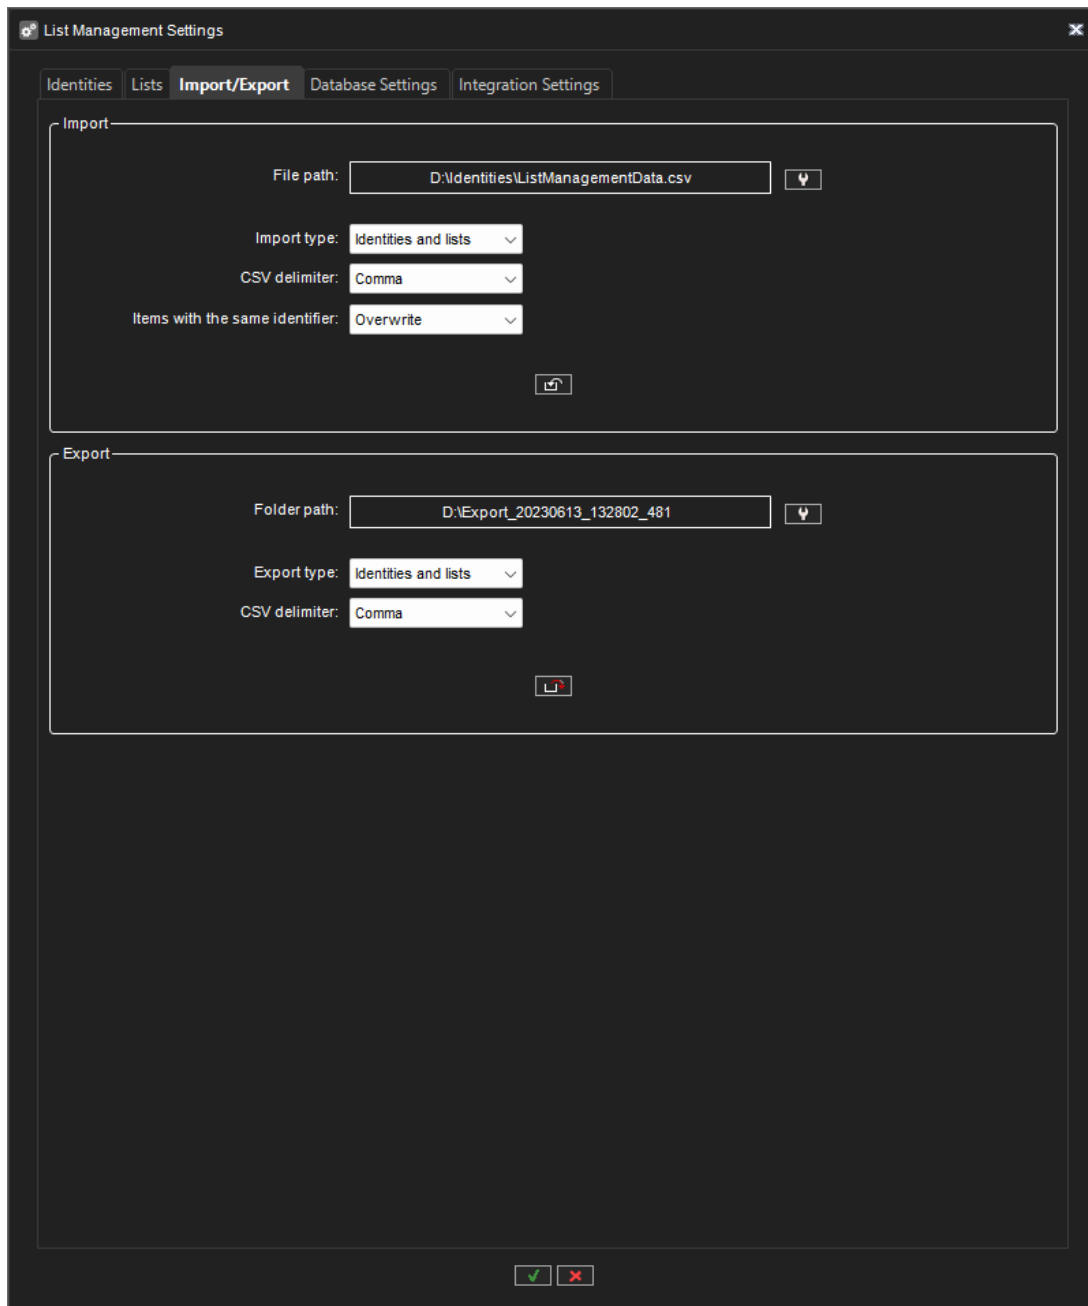 List Management Settings
Identities Lists Import/Export Database Settings Integration Settings
Import
File path: D:\Identities\ListManagementData.csv
Import type: Identities and lists
CSV delimiter: Comma
Items with the same identifier: Overwrite
Export
Folder path: D:\Export_20230613_132802_481
Export type: Identities and lists
CSV delimiter: Comma